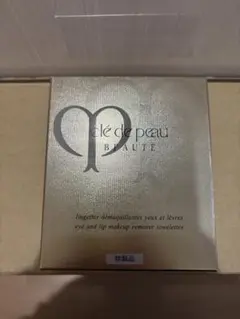 clé de peau
BEAUTÉ
lingettes démaquillantes yeux et lèvres
eye and lip makeup remover towelettes